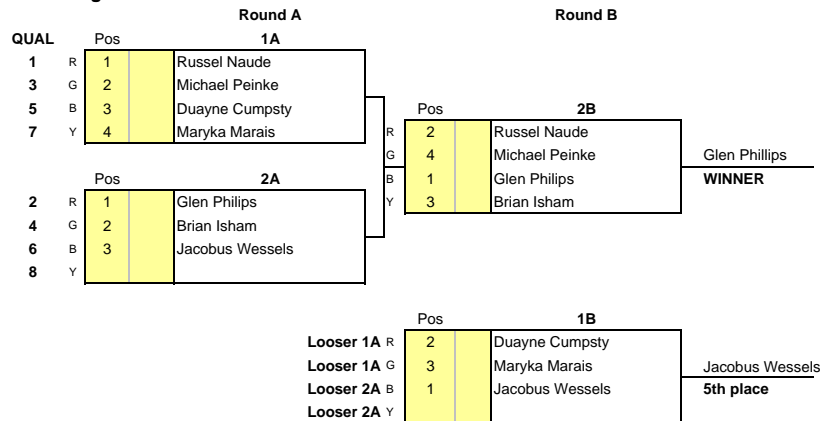 Round A Round B
QUAL Pos 1A
1 R 1 Russel Naude
3 G 2 Michael Peinke
5 B 3 Duayne Cumpsty
7 Y 4 Maryka Marais
Pos 2B
R 2 Russel Naude
G 4 Michael Peinke Glen Phillips
B 1 Glen Philips WINNER
Y 3 Brian Isham
Pos 2A
2 R 1 Glen Philips
4 G 2 Brian Isham
6 B 3 Jacobus Wessels
8 Y
Pos 1B
Looser 1A R 2 Duayne Cumpsty
Looser 1A G 3 Maryka Marais Jacobus Wessels
Looser 2A B 1 Jacobus Wessels 5th place
Looser 2A Y